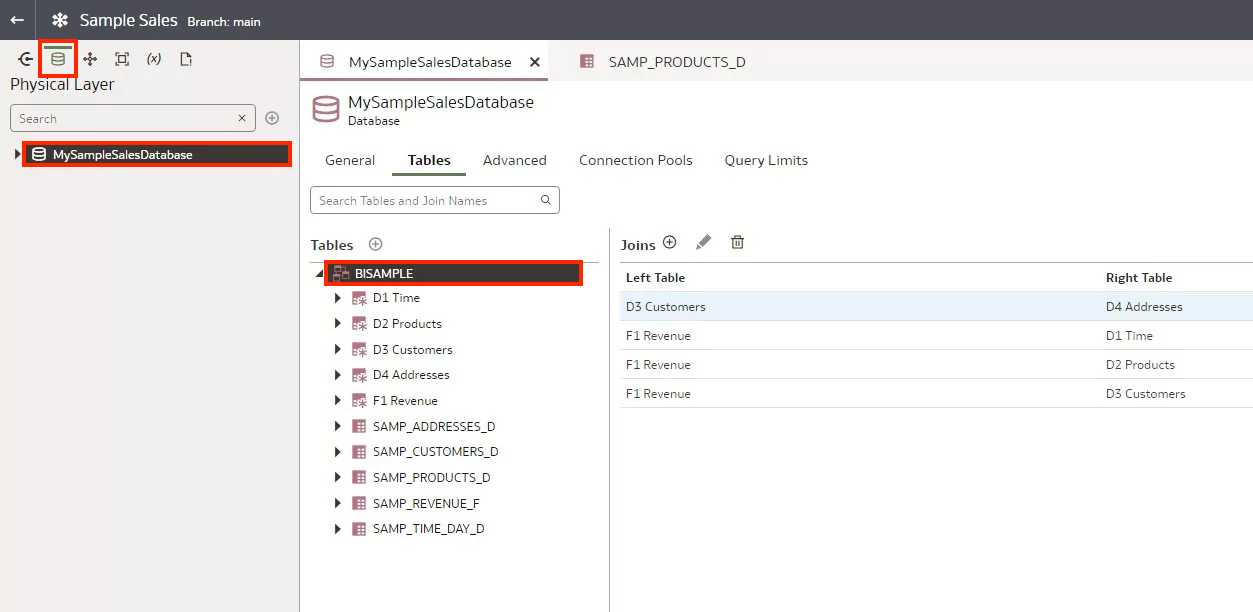 Sample Sales Branch: main
(x)
Physical Layer
Search
MySampleSalesDatabase
MySampleSalesDatabase
SAMP_PRODUCTS_D
MySampleSalesDatabase
Database
General Tables Advanced Connection Pools Query Limits
Search Tables and Join Names
Tables
BISAMPLE
D1 Time
D2 Products
D3 Customers
D4 Addresses
F1 Revenue
SAMP_ADDRESSES_D
SAMP_CUSTOMERS_D
SAMP_PRODUCTS_D
SAMP_REVENUE_F
SAMP_TIME_DAY_D
Joins
Left Table Right Table
D3 Customers D4 Addresses
F1 Revenue D1 Time
F1 Revenue D2 Products
F1 Revenue D3 Customers